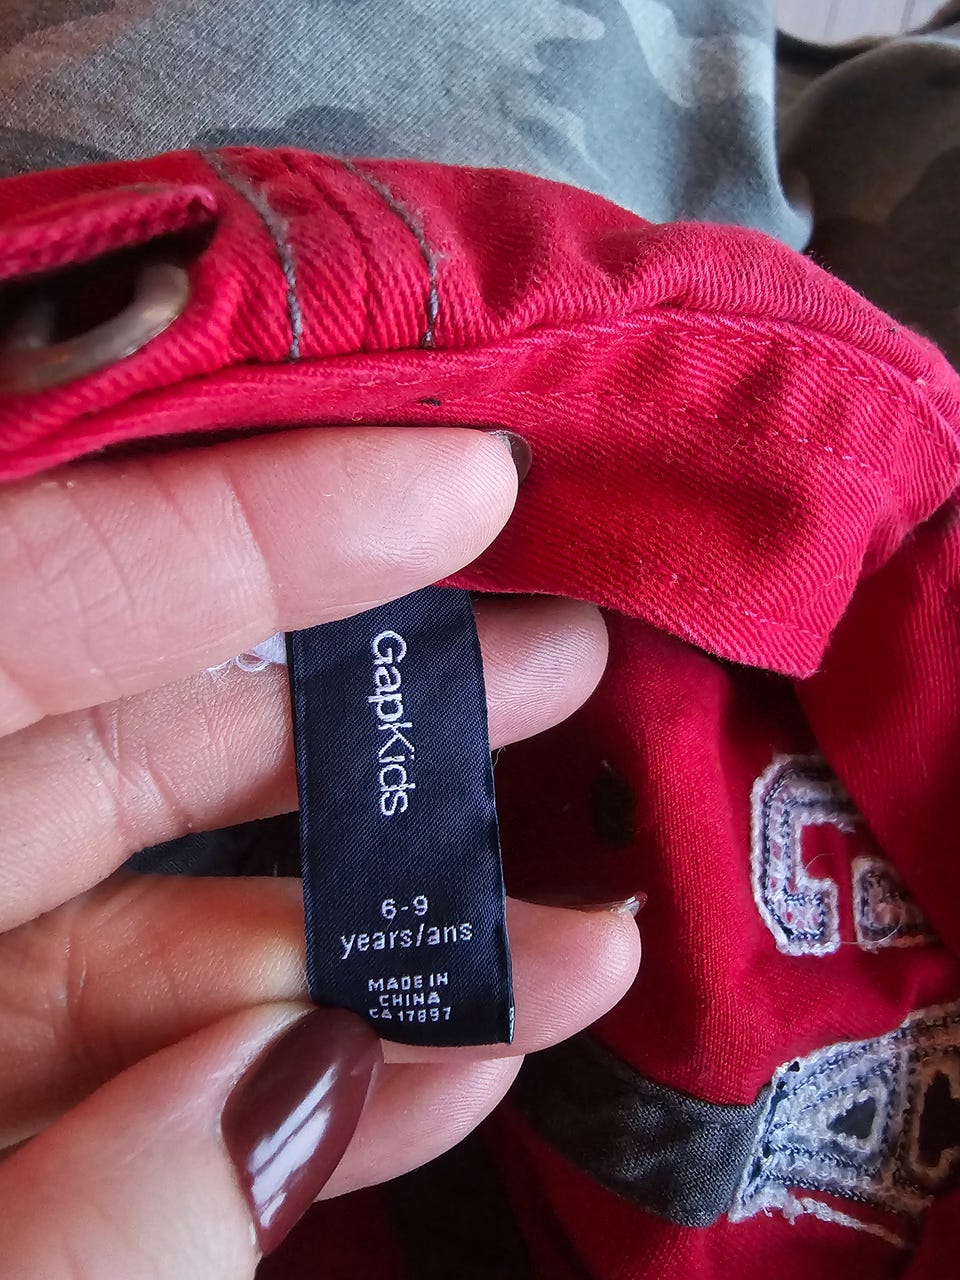 GapKids
6-9
years/ans
MADE IN
CHINA
CA 17897